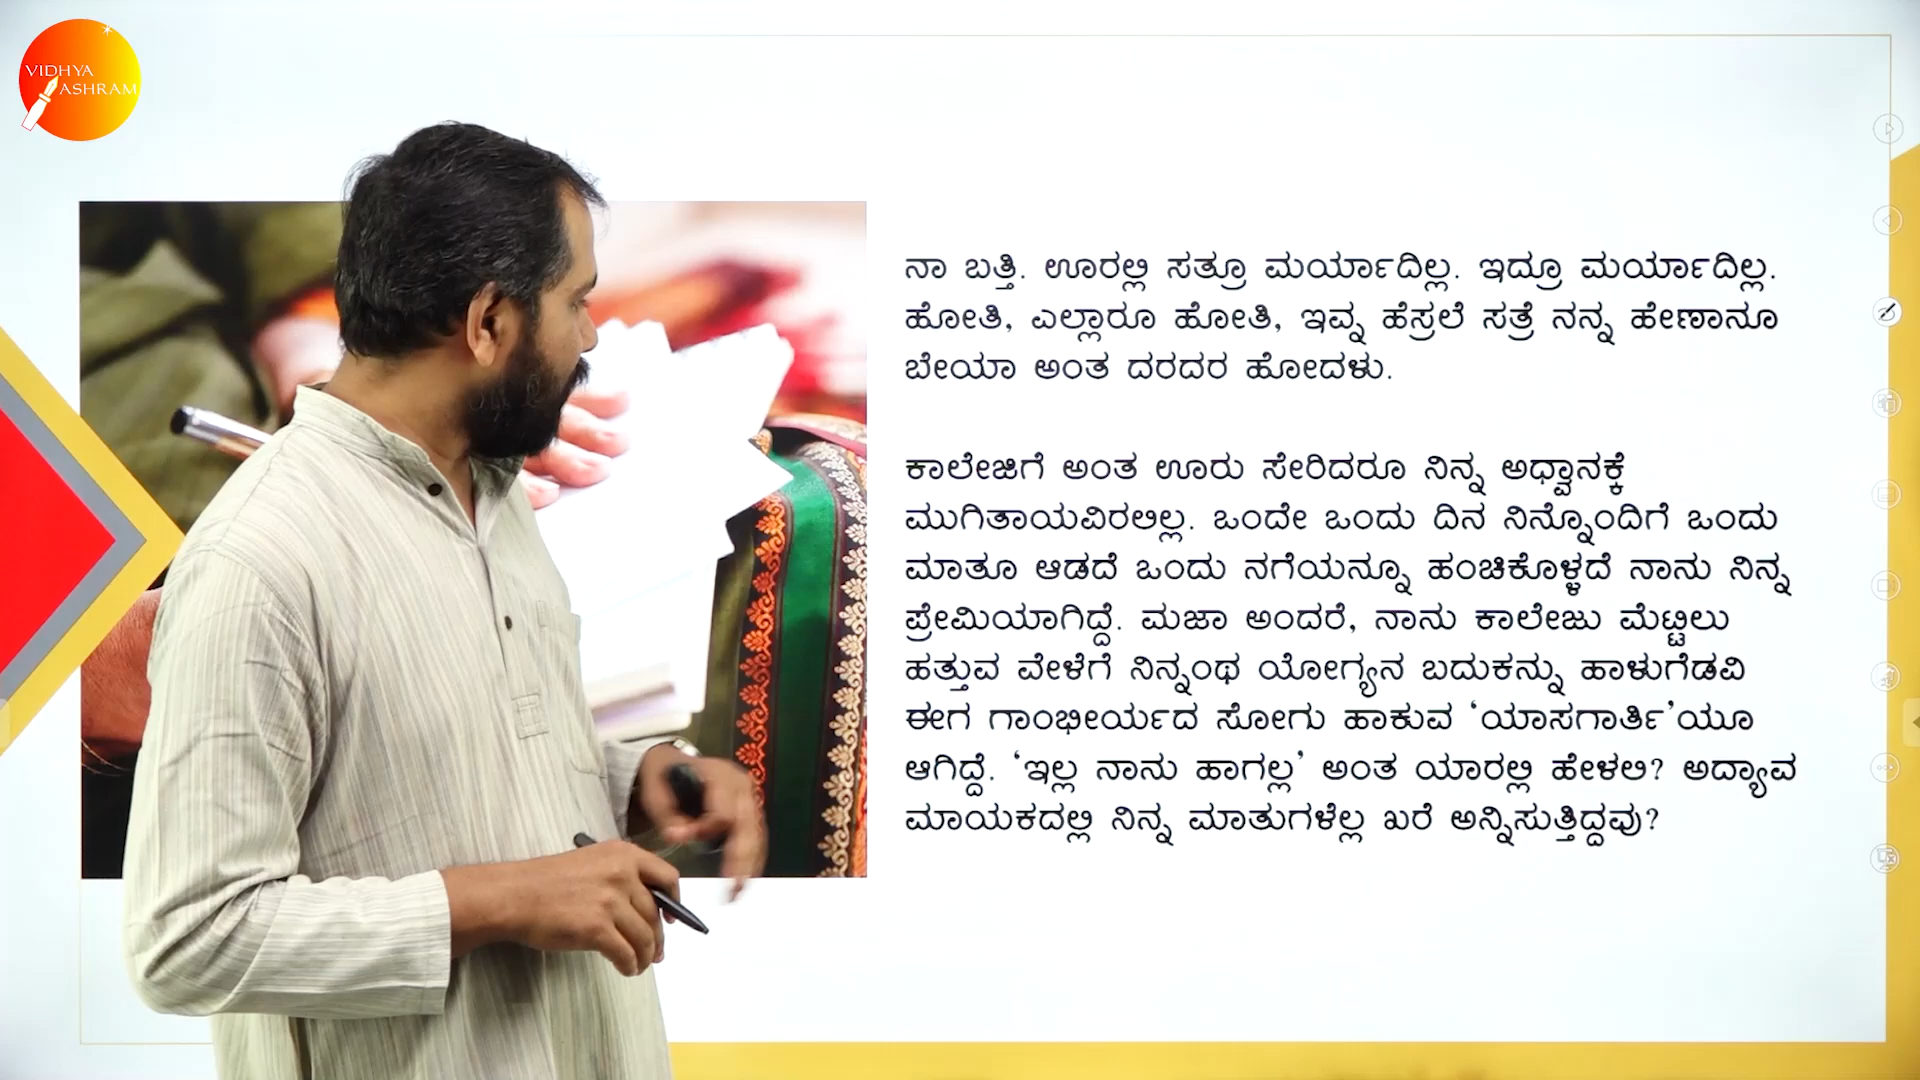 VIDHYA
ASHRAM
ನಾ ಬತ್ತಿ. ಊರಲ್ಲಿ ಸತ್ರೂ ಮರ್ಯಾದಿಲ್ಲ. ಇದ್ರೂ ಮರ್ಯಾದಿಲ್ಲ.
ಹೋತಿ, ಎಲ್ಲಾರೂ ಹೋತಿ, ಇವ್ನ ಹೆಸ್ರಲೆ ಸತ್ರೆ ನನ್ನ ಹೇಣಾನೂ
ಬೇಯಾ ಅಂತ ದರದರ ಹೋದಳು.
ಕಾಲೇಜಿಗೆ ಅಂತ ಊರು ಸೇರಿದರೂ ನಿನ್ನ ಅಧ್ವಾನಕ್ಕೆ
ಮುಗಿತಾಯವಿರಲಿಲ್ಲ. ಒಂದೇ ಒಂದು ದಿನ ನಿನ್ನೊಂದಿಗೆ ಒಂದು
ಮಾತೂ ಆಡದೆ ಒಂದು ನಗೆಯನ್ನೂ ಹಂಚಿಕೊಳ್ಳದೆ ನಾನು ನಿನ್ನ
ಪ್ರೇಮಿಯಾಗಿದ್ದೆ. ಮಜಾ ಅಂದರೆ, ನಾನು ಕಾಲೇಜು ಮೆಟ್ಟಿಲು
ಹತ್ತುವ ವೇಳೆಗೆ ನಿನ್ನಂಥ ಯೋಗ್ಯನ ಬದುಕನ್ನು ಹಾಳುಗೆಡವಿ
ಈಗ ಗಾಂಭೀರ್ಯದ ಸೋಗು ಹಾಕುವ ‘ಯಾಸಗಾರ್ತಿ’ಯೂ
ಆಗಿದ್ದೆ. ‘ಇಲ್ಲ ನಾನು ಹಾಗಲ್ಲ’ ಅಂತ ಯಾರಲ್ಲಿ ಹೇಳಲಿ? ಅದ್ಯಾವ
ಮಾಯಕದಲ್ಲಿ ನಿನ್ನ ಮಾತುಗಳೆಲ್ಲ ಖರೆ ಅನ್ನಿಸುತ್ತಿದ್ದವು?